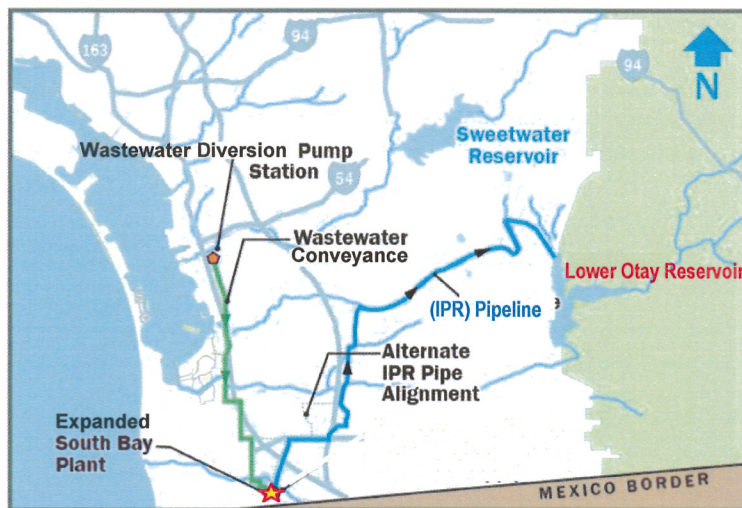 163
94
94
N
Sweetwater
Reservoir
Wastewater Diversion Pump
Station
54
Wastewater
Conveyance
Lower Otay Reservoir
(IPR) Pipeline
e
Alternate
IPR Pipe
Alignment
Expanded
South Bay
Plant
MEXICO BORDER